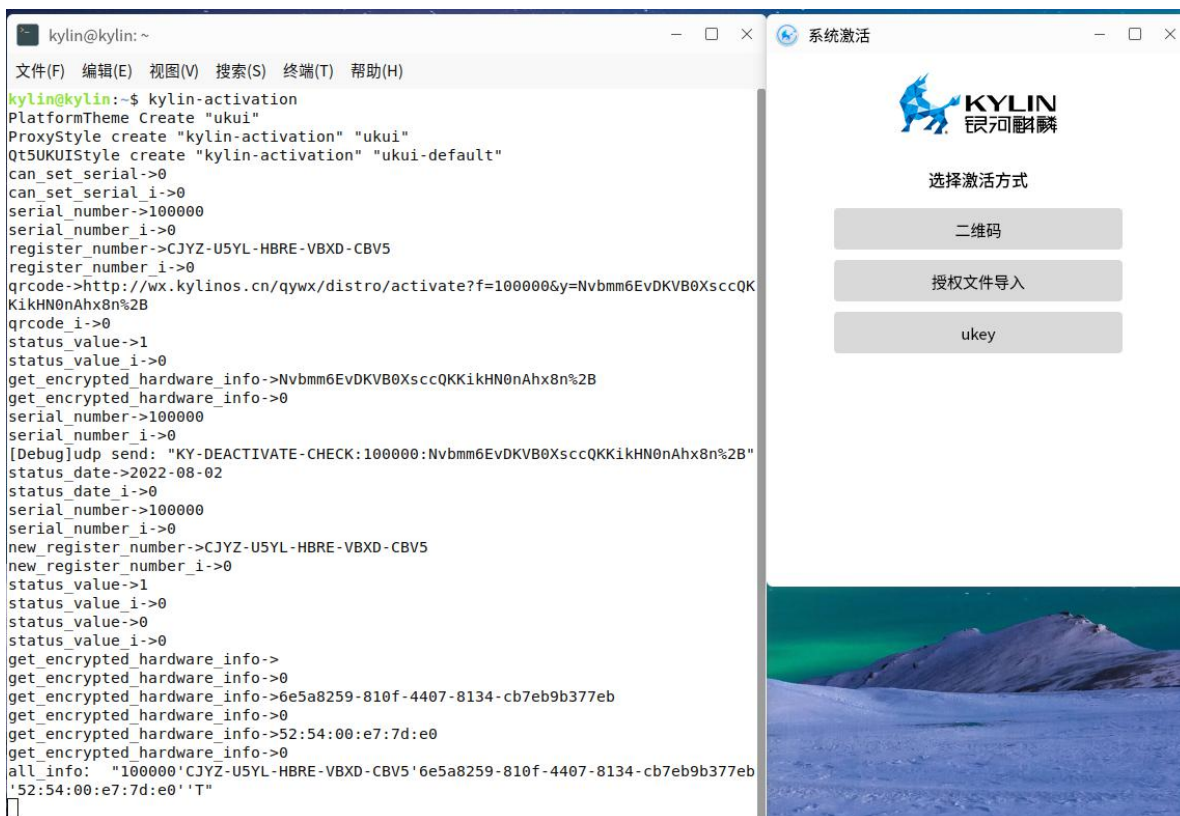 kylin@kylin: ~
文件(F) 编辑(E) 视图(V) 搜索(S) 终端(T) 帮助(H)
kylin@kylin:~$ kylin-activation
PlatformTheme Create "ukui"
ProxyStyle create "kylin-activation" "ukui"
Qt5UKUIStyle create "kylin-activation" "ukui-default"
can_set_serial->0
can_set_serial_i->0
serial_number->100000
serial_number_i->0
register_number->CJYZ-U5YL-HBRE-VBXD-CBV5
register_number_i->0
qrcode->http://wx.kylinos.cn/qywx/distro/activate?f=100000&y=Nvbmm6EvDKVB0XsccQK
KikHN0nAhx8n%2B
qrcode_i->0
status_value->1
status_value_i->0
get_encrypted_hardware_info->Nvbmm6EvDKVB0XsccQKKikHN0nAhx8n%2B
get_encrypted_hardware_info->0
serial_number->100000
serial_number_i->0
[Debug]udp send: "KY-DEACTIVATE-CHECK:100000:Nvbmm6EvDKVB0XsccQKKikHN0nAhx8n%2B"
status_date->2022-08-02
status_date_i->0
serial_number->100000
serial_number_i->0
new_register_number->CJYZ-U5YL-HBRE-VBXD-CBV5
new_register_number_i->0
status_value->1
status_value_i->0
status_value->0
status_value_i->0
get_encrypted_hardware_info->
get_encrypted_hardware_info->0
get_encrypted_hardware_info->6e5a8259-810f-4407-8134-cb7eb9b377eb
get_encrypted_hardware_info->0
get_encrypted_hardware_info->52:54:00:e7:7d:e0
get_encrypted_hardware_info->0
all_info:  "100000'CJYZ-U5YL-HBRE-VBXD-CBV5'6e5a8259-810f-4407-8134-cb7eb9b377eb
'52:54:00:e7:7d:e0''T"
系统激活
KYLIN
银河麒麟
选择激活方式
二维码
授权文件导入
ukey